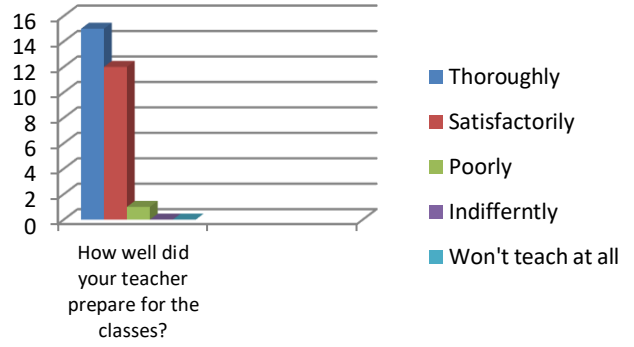 16
14
12
10
8
6
4
2
0
How well did
your teacher
prepare for the
classes?
Thoroughly
Satisfactorily
Poorly
Indifferntly
Won't teach at all